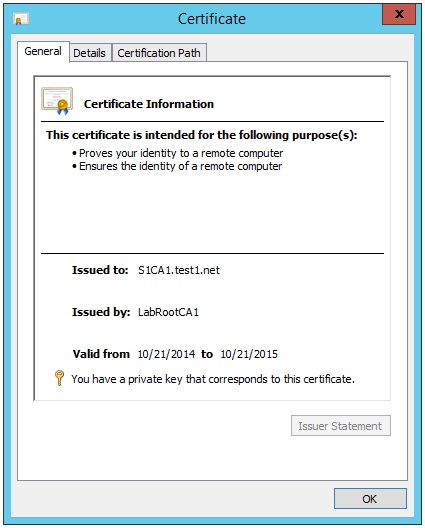 Certificate
x
General
Details
Certification Path
Certificate Information
This certificate is intended for the following purpose(s):
• Proves your identity to a remote computer
• Ensures the identity of a remote computer
Issued to: S1CA1.test1.net
Issued by: LabRootCA1
Valid from 10/21/2014 to 10/21/2015
You have a private key that corresponds to this certificate.
Issuer Statement
OK